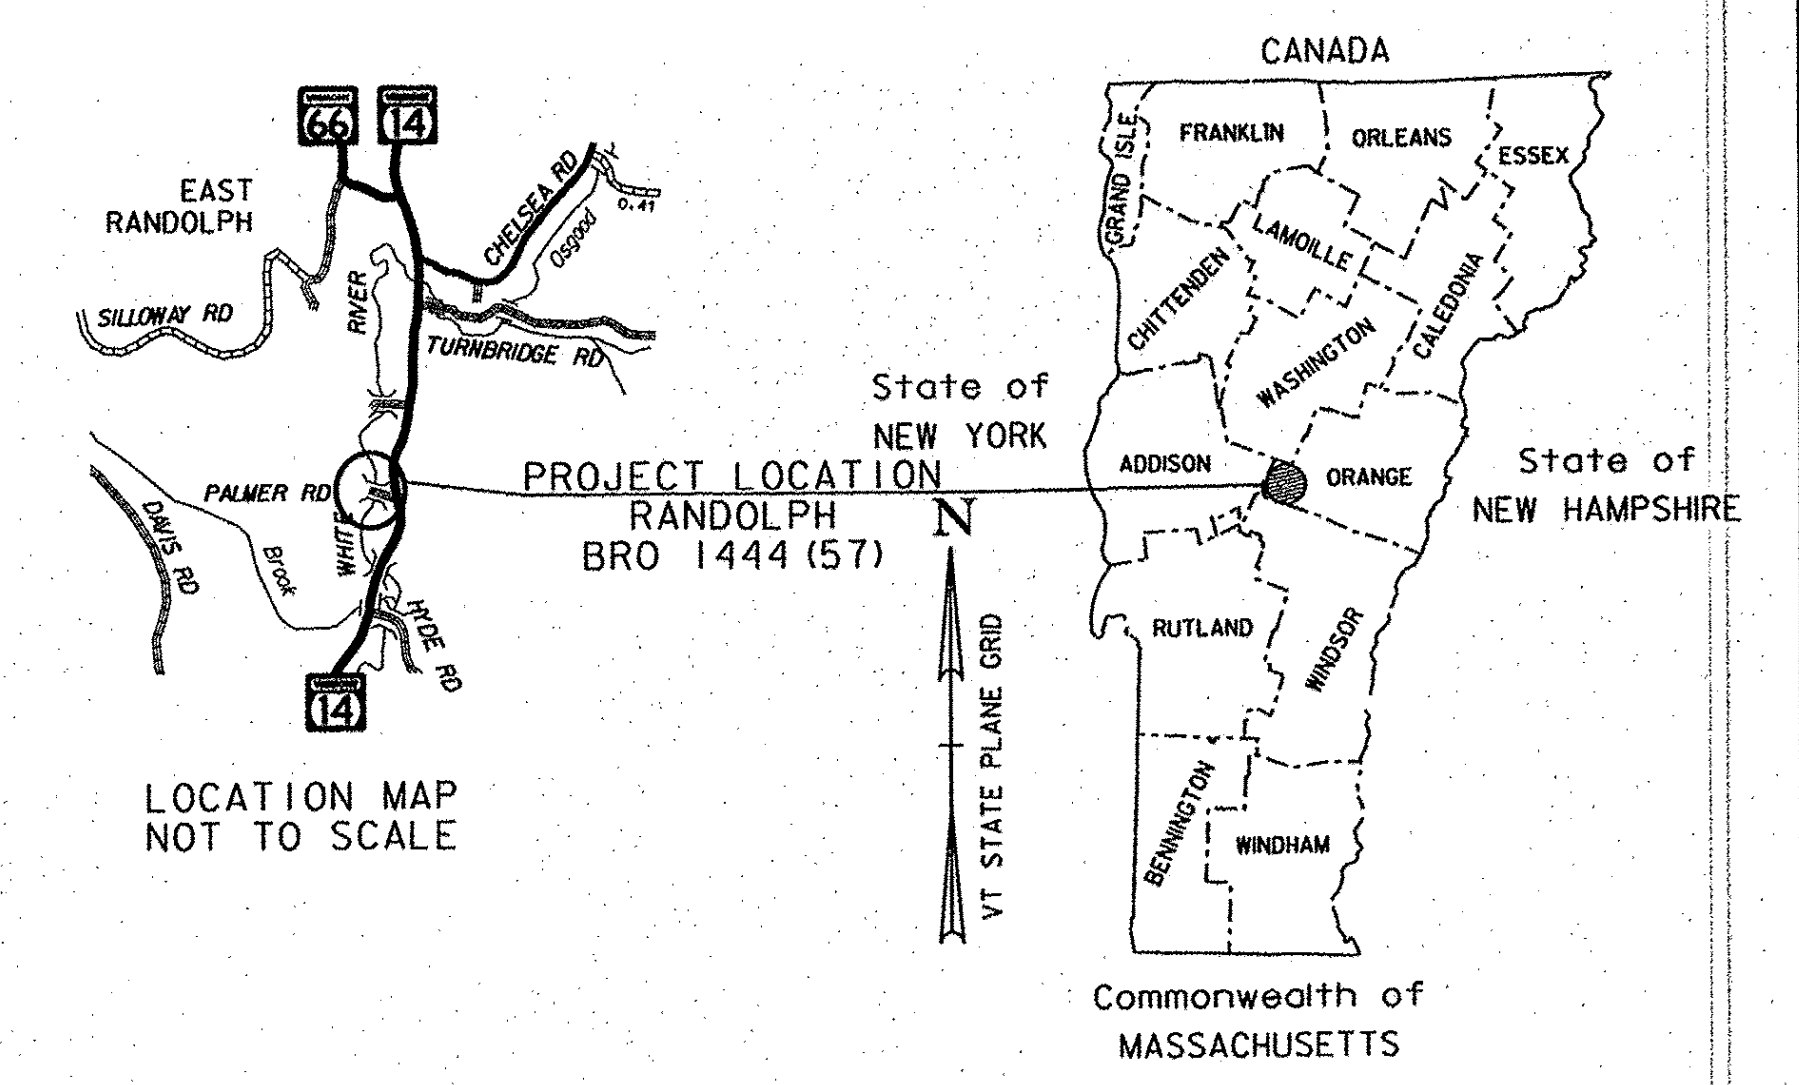 CANADA
66
14
EAST
RANDOLPH
CHELSEA RD
Osgood
0.41
SILLOWAY RD
RIVER
TURNBRIDGE RD
PALMER RD
WHITE
DAVIS RD
Brook
HYDE RD
14
LOCATION MAP
NOT TO SCALE
PROJECT LOCATION
RANDOLPH
BRO 1444 (57)
N
VT STATE PLANE GRID
State of
NEW YORK
GRAND ISLE
FRANKLIN
ORLEANS
ESSEX
LAMOILLE
CHITTENDEN
CALEDONIA
WASHINGTON
ADDISON
ORANGE
State of
NEW HAMPSHIRE
RUTLAND
WINDSOR
BENNINGTON
WINDHAM
Commonwealth of
MASSACHUSETTS